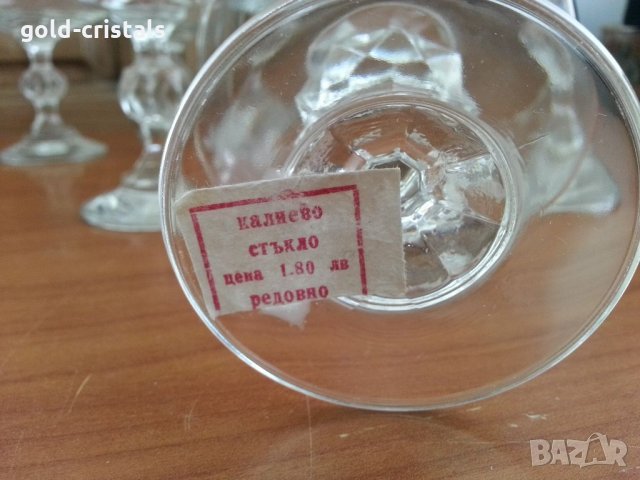 gold-cristals
калиево
стъкло
цена 1.80 лв
редовно
BAZAR